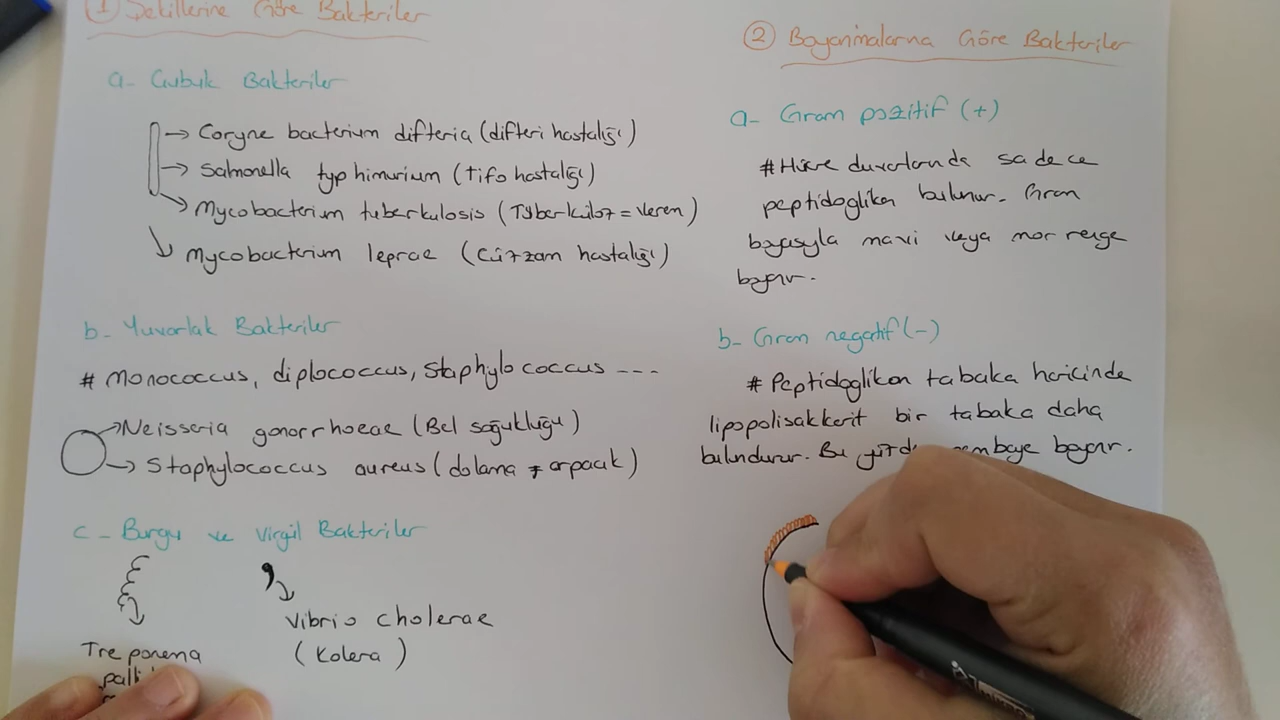 1 Şekillerine Göre Bakteriler
a- Çubuk Bakteriler
→ Coryne bacterium difteria (difteri hastalığı)
→ Salmonella typhimurium (tifo hastalığı)
→ Mycobacterium tuberkulosis (Tüberküloz = verem)
Mycobacterium leprae (Cüzzam hastalığı)
b- Yuvarlak Bakteriler
# Monococcus, diplococcus, Staphylococcus ---
→ Neisseria gonorrhoeae (Bel soğukluğu)
→ Staphylococcus aureus (dolama, arpacık)
c- Burgu ve Virgül Bakteriler
Treponema
palli
Vibrio cholerae
(Kolera)
2 Boyanmalarına Göre Bakteriler
a- Gram pozitif (+)
# Hücre duvarlarında sadece
peptidoglikan bulunur. Gram
boyasıyla mavi veya mor renge
boyanır.
b- Gram negatif (-)
# Peptidoglikan tabaka haricinde
lipopolisakkarit bir tabaka daha
bulundurur. Bu boyanır.